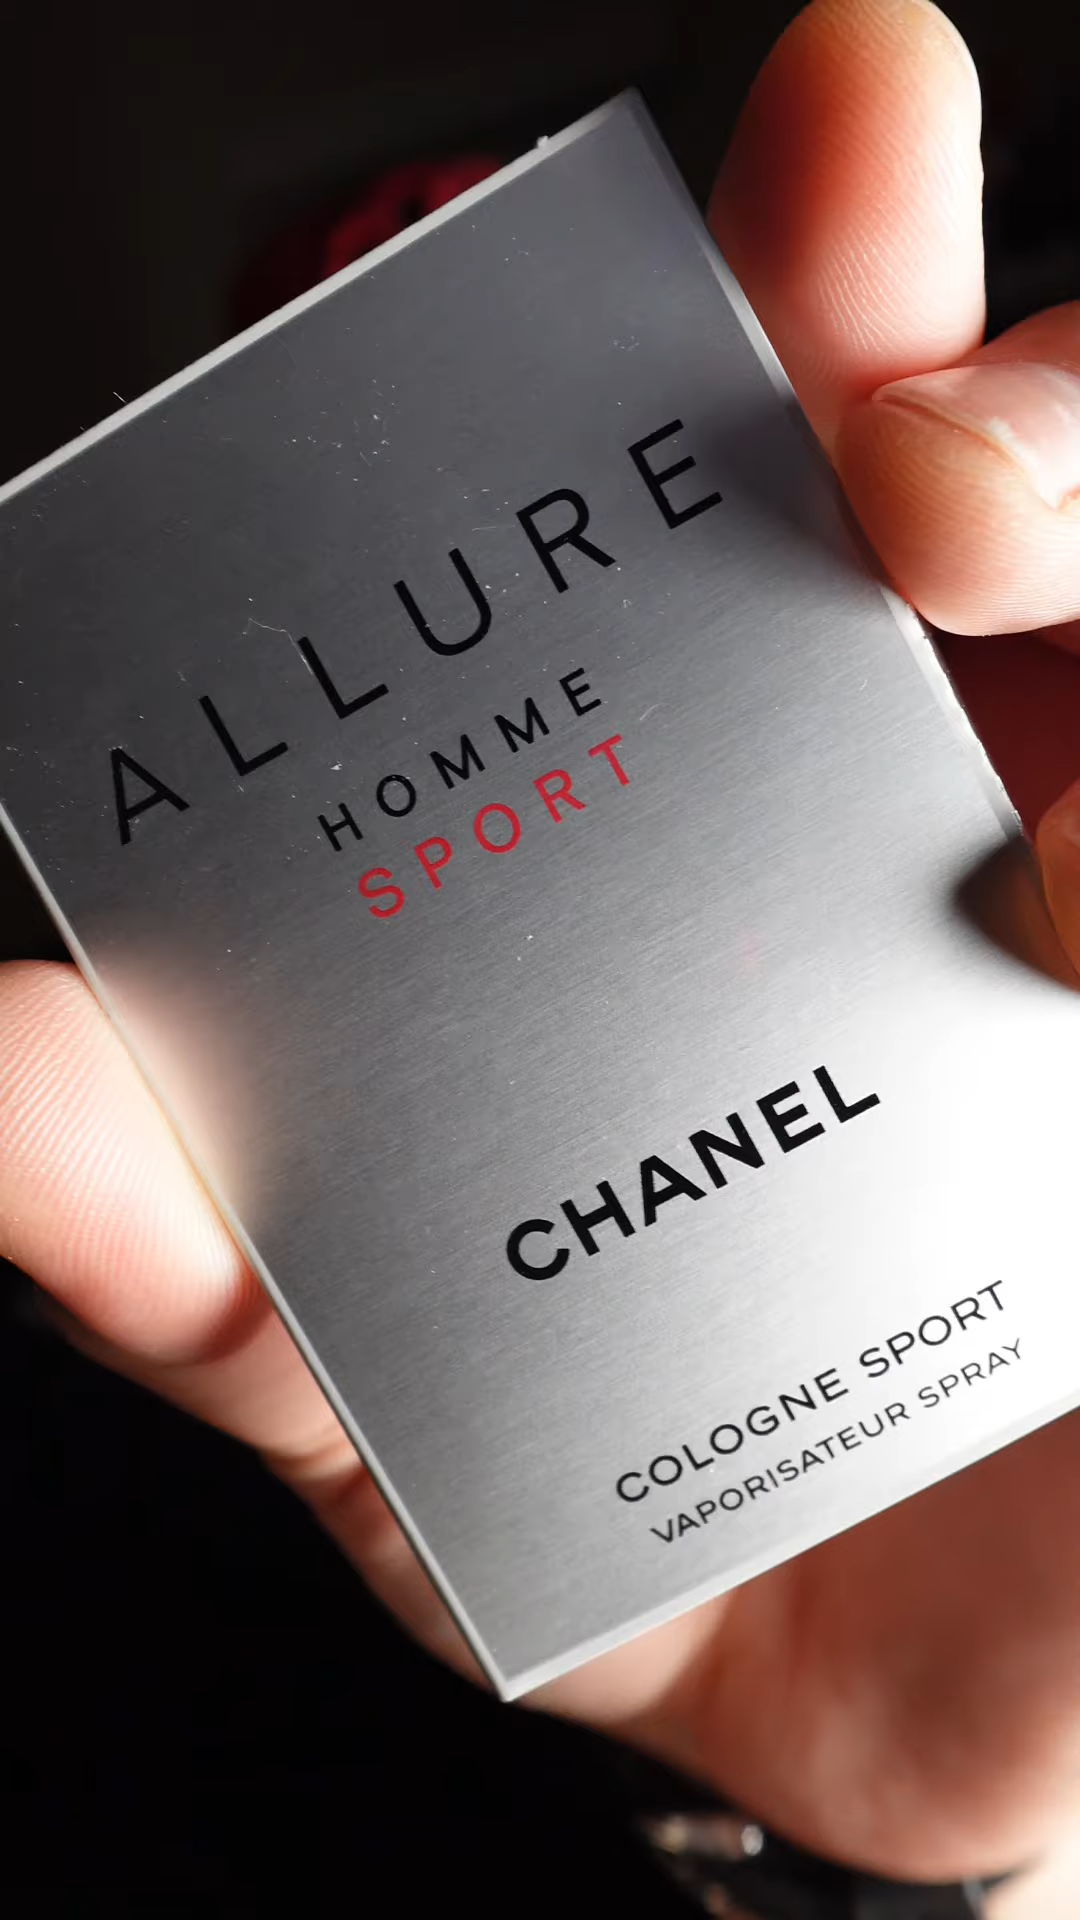 ALLURE
HOMME
SPORT
CHANEL
COLOGNE SPORT
VAPORISATEUR SPRAY